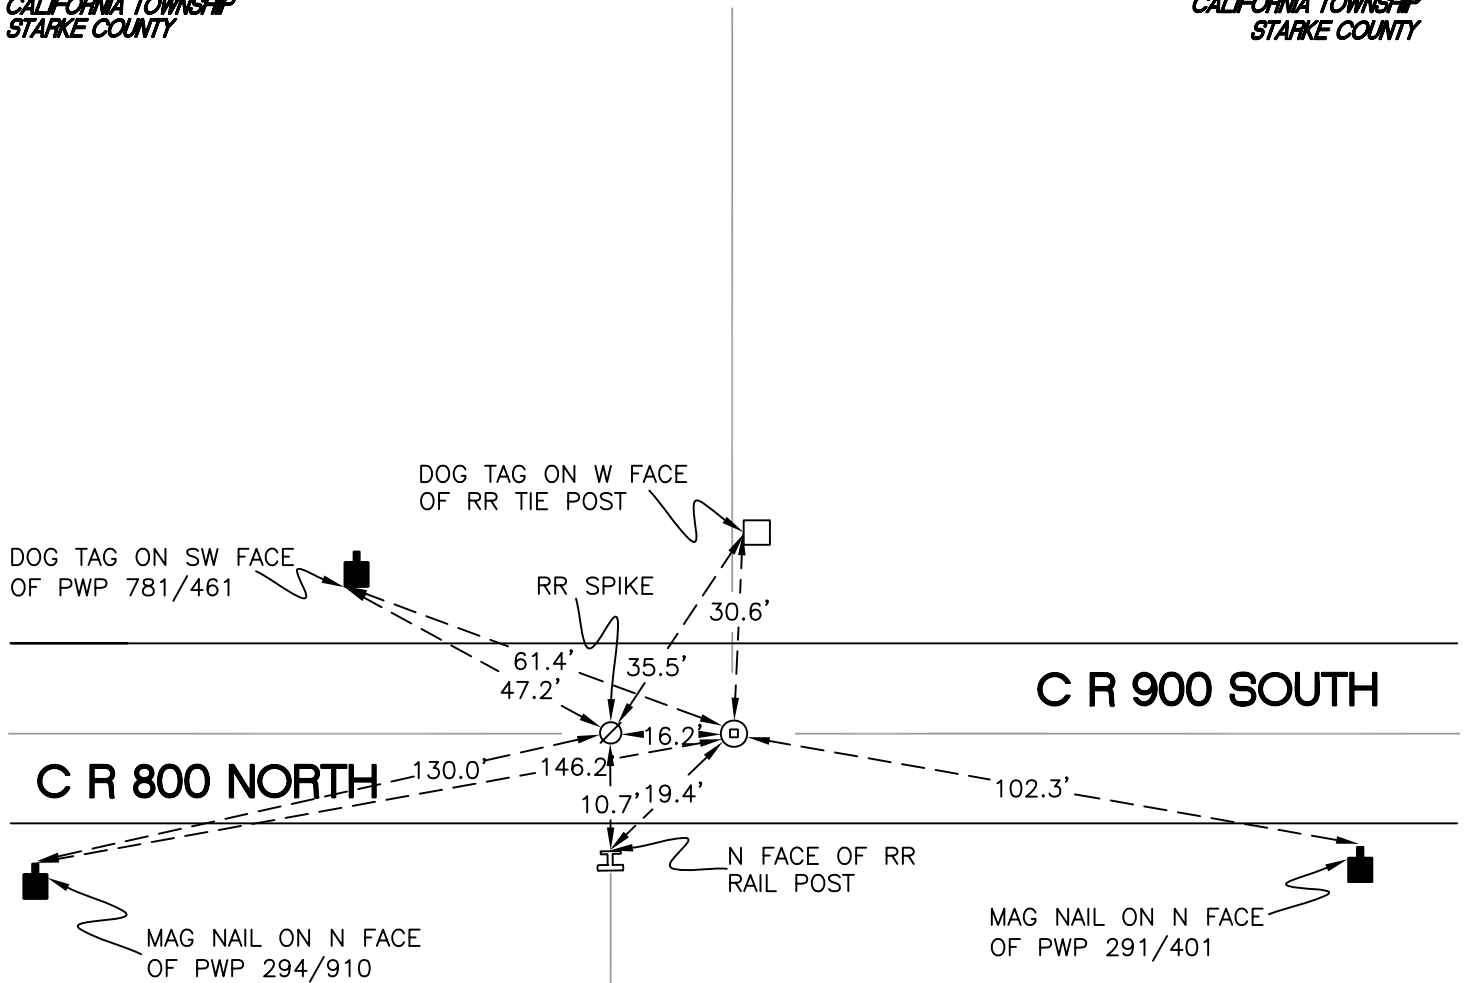 CALIFORNIA TOWNSHIP
STARKE COUNTY
CALIFORNIA TOWNSHIP
STARKE COUNTY
DOG TAG ON W FACE
OF RR TIE POST
DOG TAG ON SW FACE
OF PWP 781/461
RR SPIKE
30.6'
61.4'
35.5'
47.2'
C R 900 SOUTH
16.2'
C R 800 NORTH
130.0'
146.2
102.3'
10.7'
19.4'
N FACE OF RR
RAIL POST
MAG NAIL ON N FACE
OF PWP 294/910
MAG NAIL ON N FACE
OF PWP 291/401